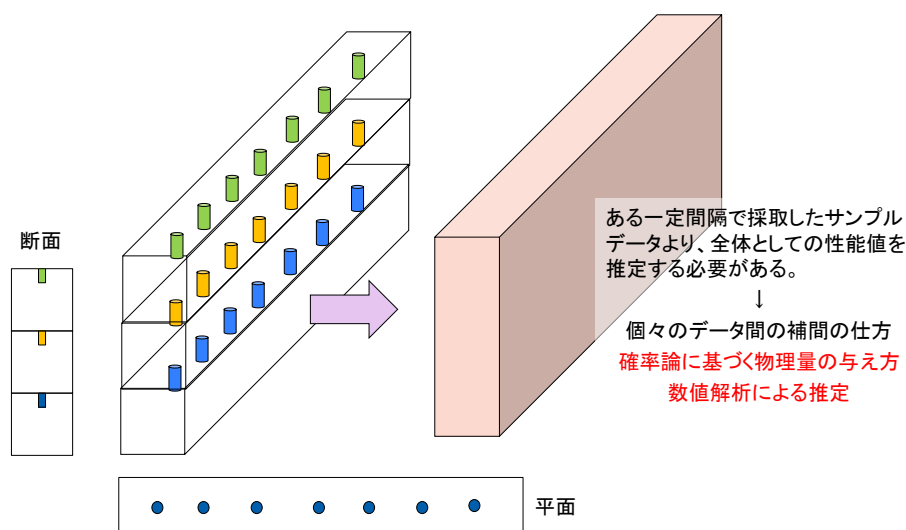 断面
ある一定間隔で採取したサンプル
データより、全体としての性能値を
推定する必要がある。
↓
個々のデータ間の補間の仕方
確率論に基づく物理量の与え方
数値解析による推定
平面